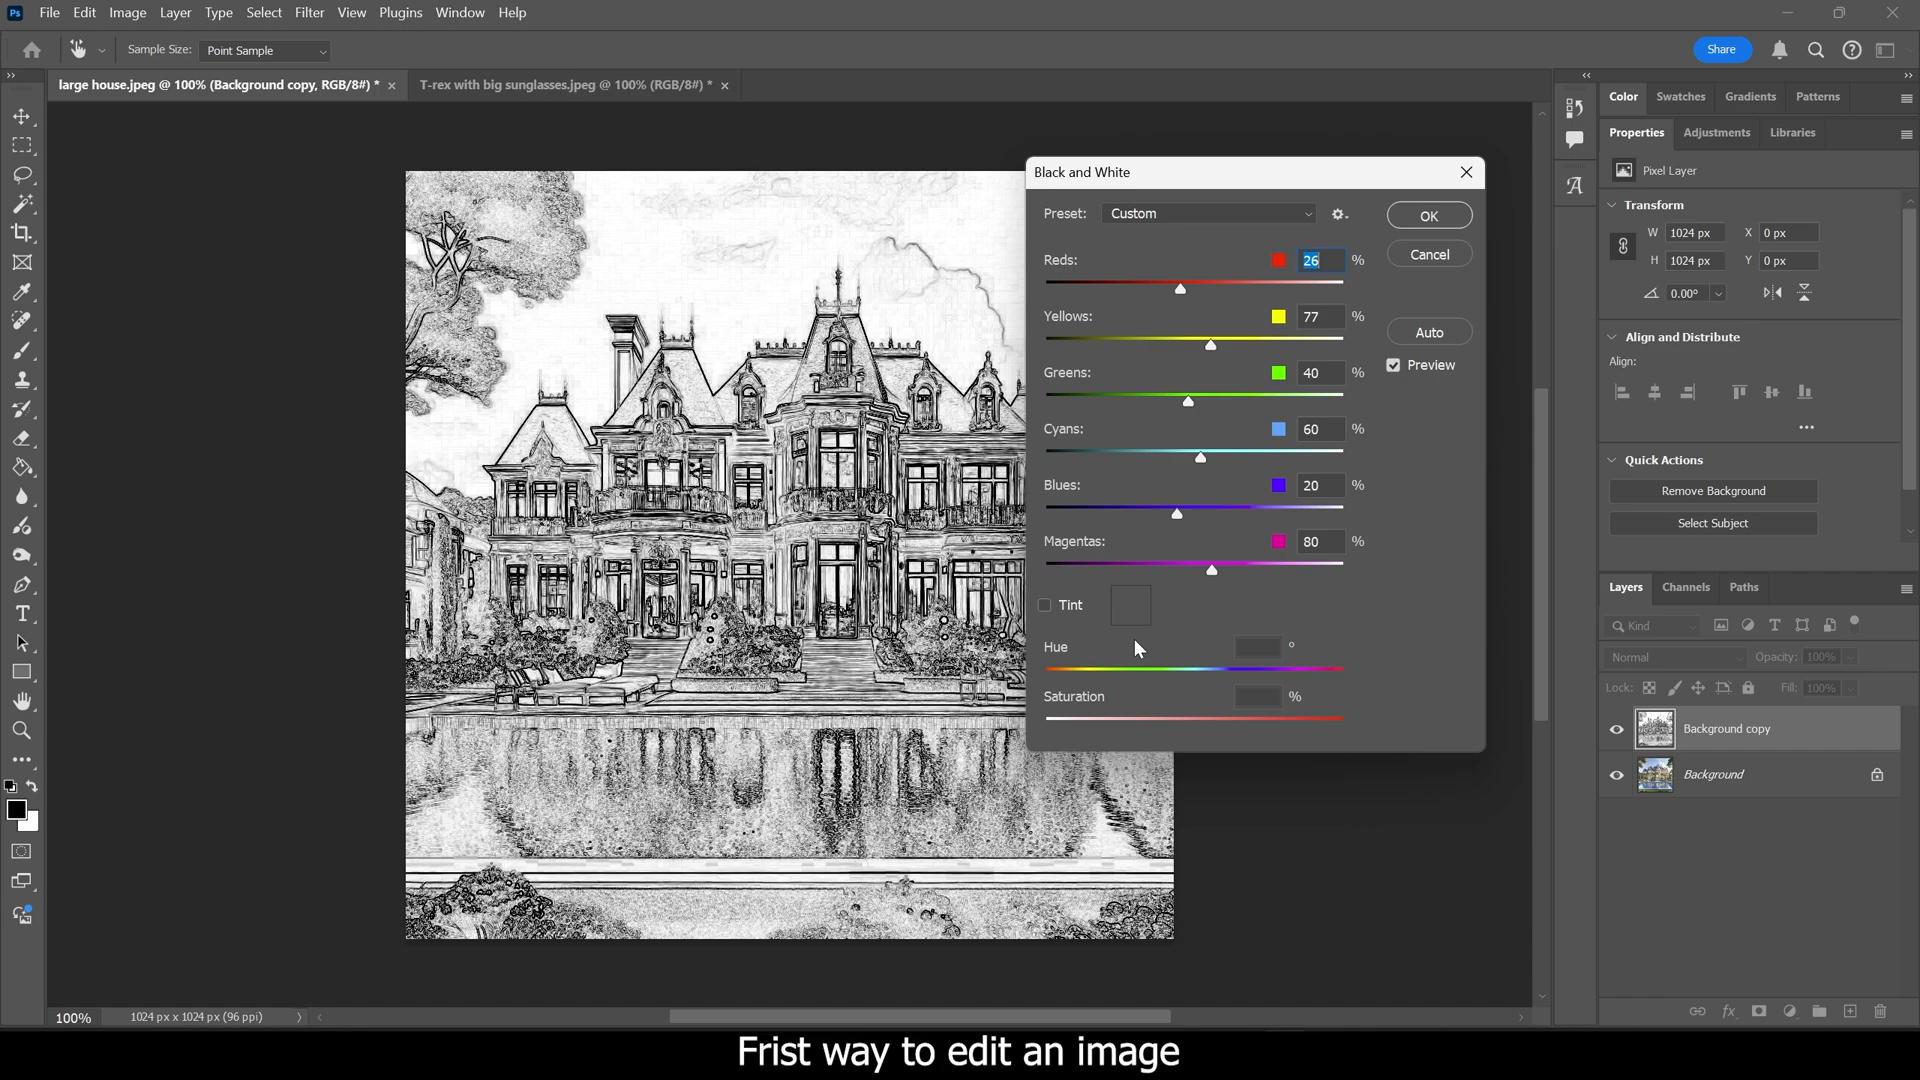 Ps File Edit Image Layer Type Select Filter View Plugins Window Help
Sample Size: Point Sample Share
large house.jpeg @ 100% (Background copy, RGB/8#) * T-rex with big sunglasses.jpeg @ 100% (RGB/8#) *
Color Swatches Gradients Patterns
Properties Adjustments Libraries
Pixel Layer
Transform
W 1024 px X 0 px
H 1024 px Y 0 px
0.00°
Align and Distribute
Align:
Quick Actions
Remove Background
Select Subject
Layers Channels Paths
Kind
Normal Opacity: 100%
Lock: Fill: 100%
Background copy
Background
Black and White
Preset: Custom OK
Reds: 26 % Cancel
Yellows: 77 % Auto
Greens: 40 % Preview
Cyans: 60 %
Blues: 20 %
Magentas: 80 %
Tint
Hue °
Saturation %
100% 1024 px x 1024 px (96 ppi)
Frist way to edit an image